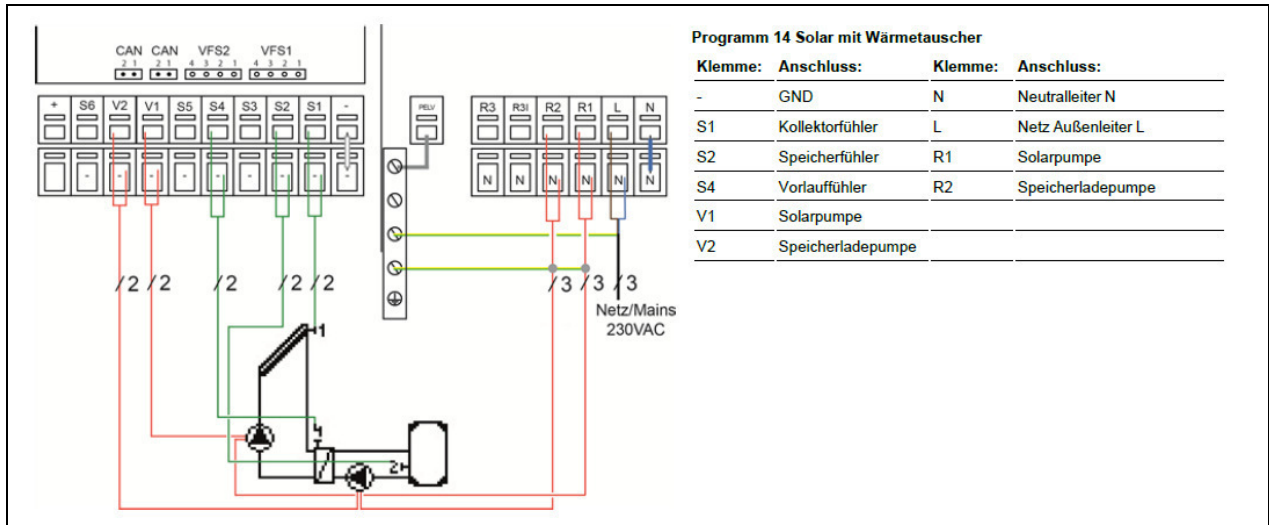 CAN CAN VFS2 VFS1
2 1 2 1 4 3 2 1 4 3 2 1
+ S6 V2 V1 S5 S4 S3 S2 S1 -
PELV
R3 R3I R2 R1 L N
- - - - - - - - -
N N N N N
/2 /2 /2 /2 /2
/3 /3 /3
Netz/Mains
230VAC
1
4
2
Programm 14 Solar mit Wärmetauscher
Klemme: Anschluss: Klemme: Anschluss:
- GND N Neutralleiter N
S1 Kollektorfühler L Netz Außenleiter L
S2 Speicherfühler R1 Solarpumpe
S4 Vorlauffühler R2 Speicherladepumpe
V1 Solarpumpe
V2 Speicherladepumpe